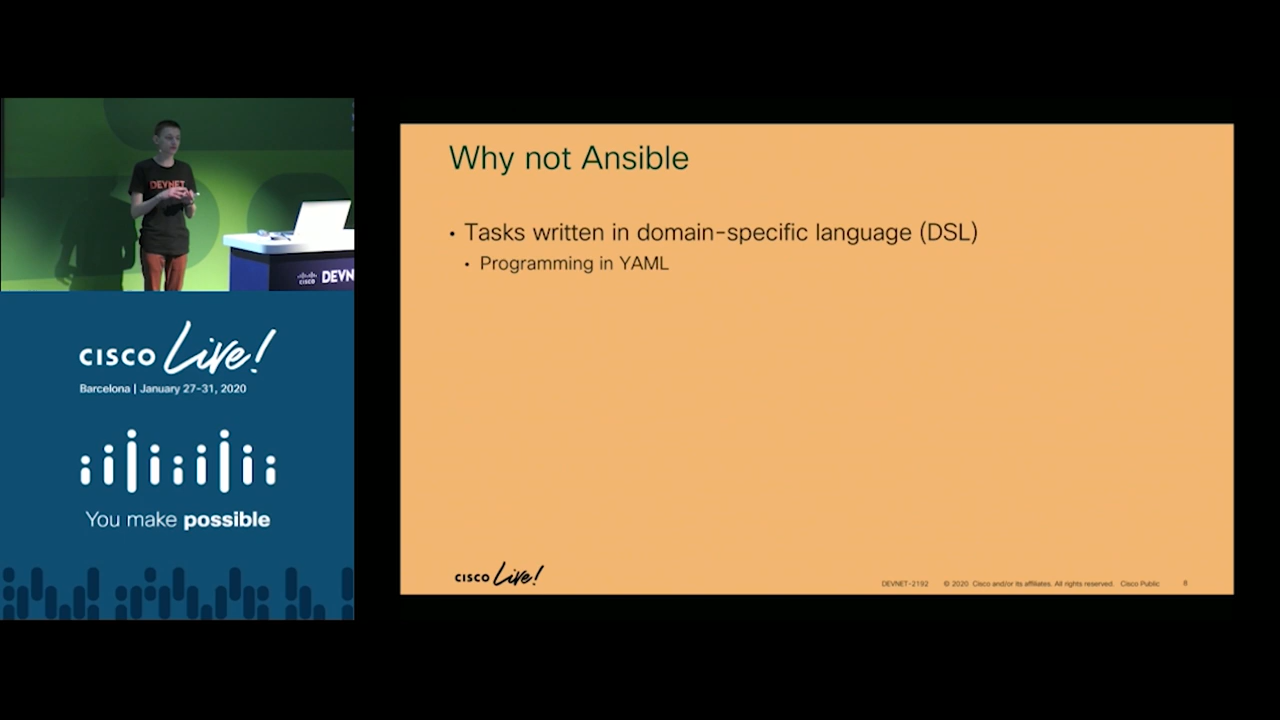 DEVNET
CISCO
DEVN
CISCO Live!
Barcelona | January 27-31, 2020
You make possible
Why not Ansible
• Tasks written in domain-specific language (DSL)
• Programming in YAML
CISCO Live!
DEVNET-2192 © 2020 Cisco and/or its affiliates. All rights reserved. Cisco Public 8